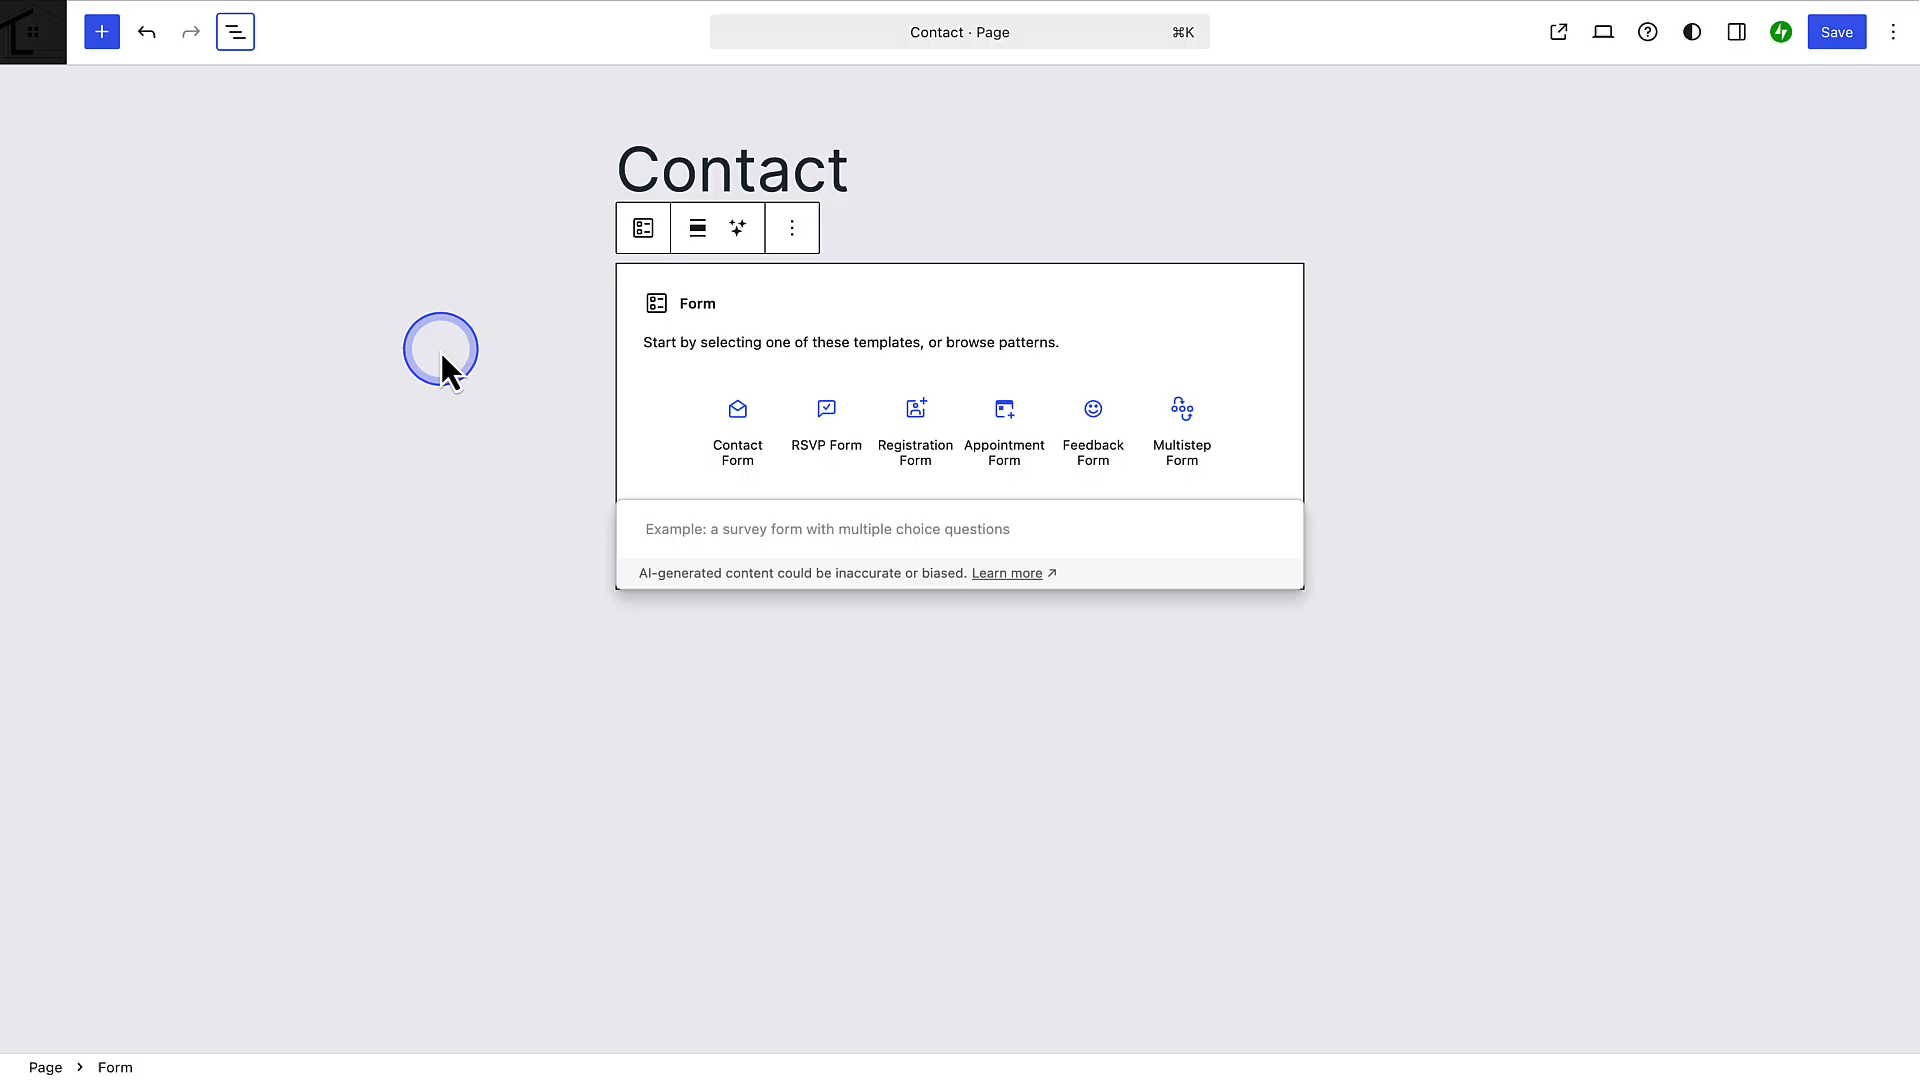 Contact · Page
⌘K
Save
Contact
Form
Start by selecting one of these templates, or browse patterns.
Contact
Form
RSVP Form
Registration
Form
Appointment
Form
Feedback
Form
Multistep
Form
Example: a survey form with multiple choice questions
AI-generated content could be inaccurate or biased. Learn more ↗
Page > Form